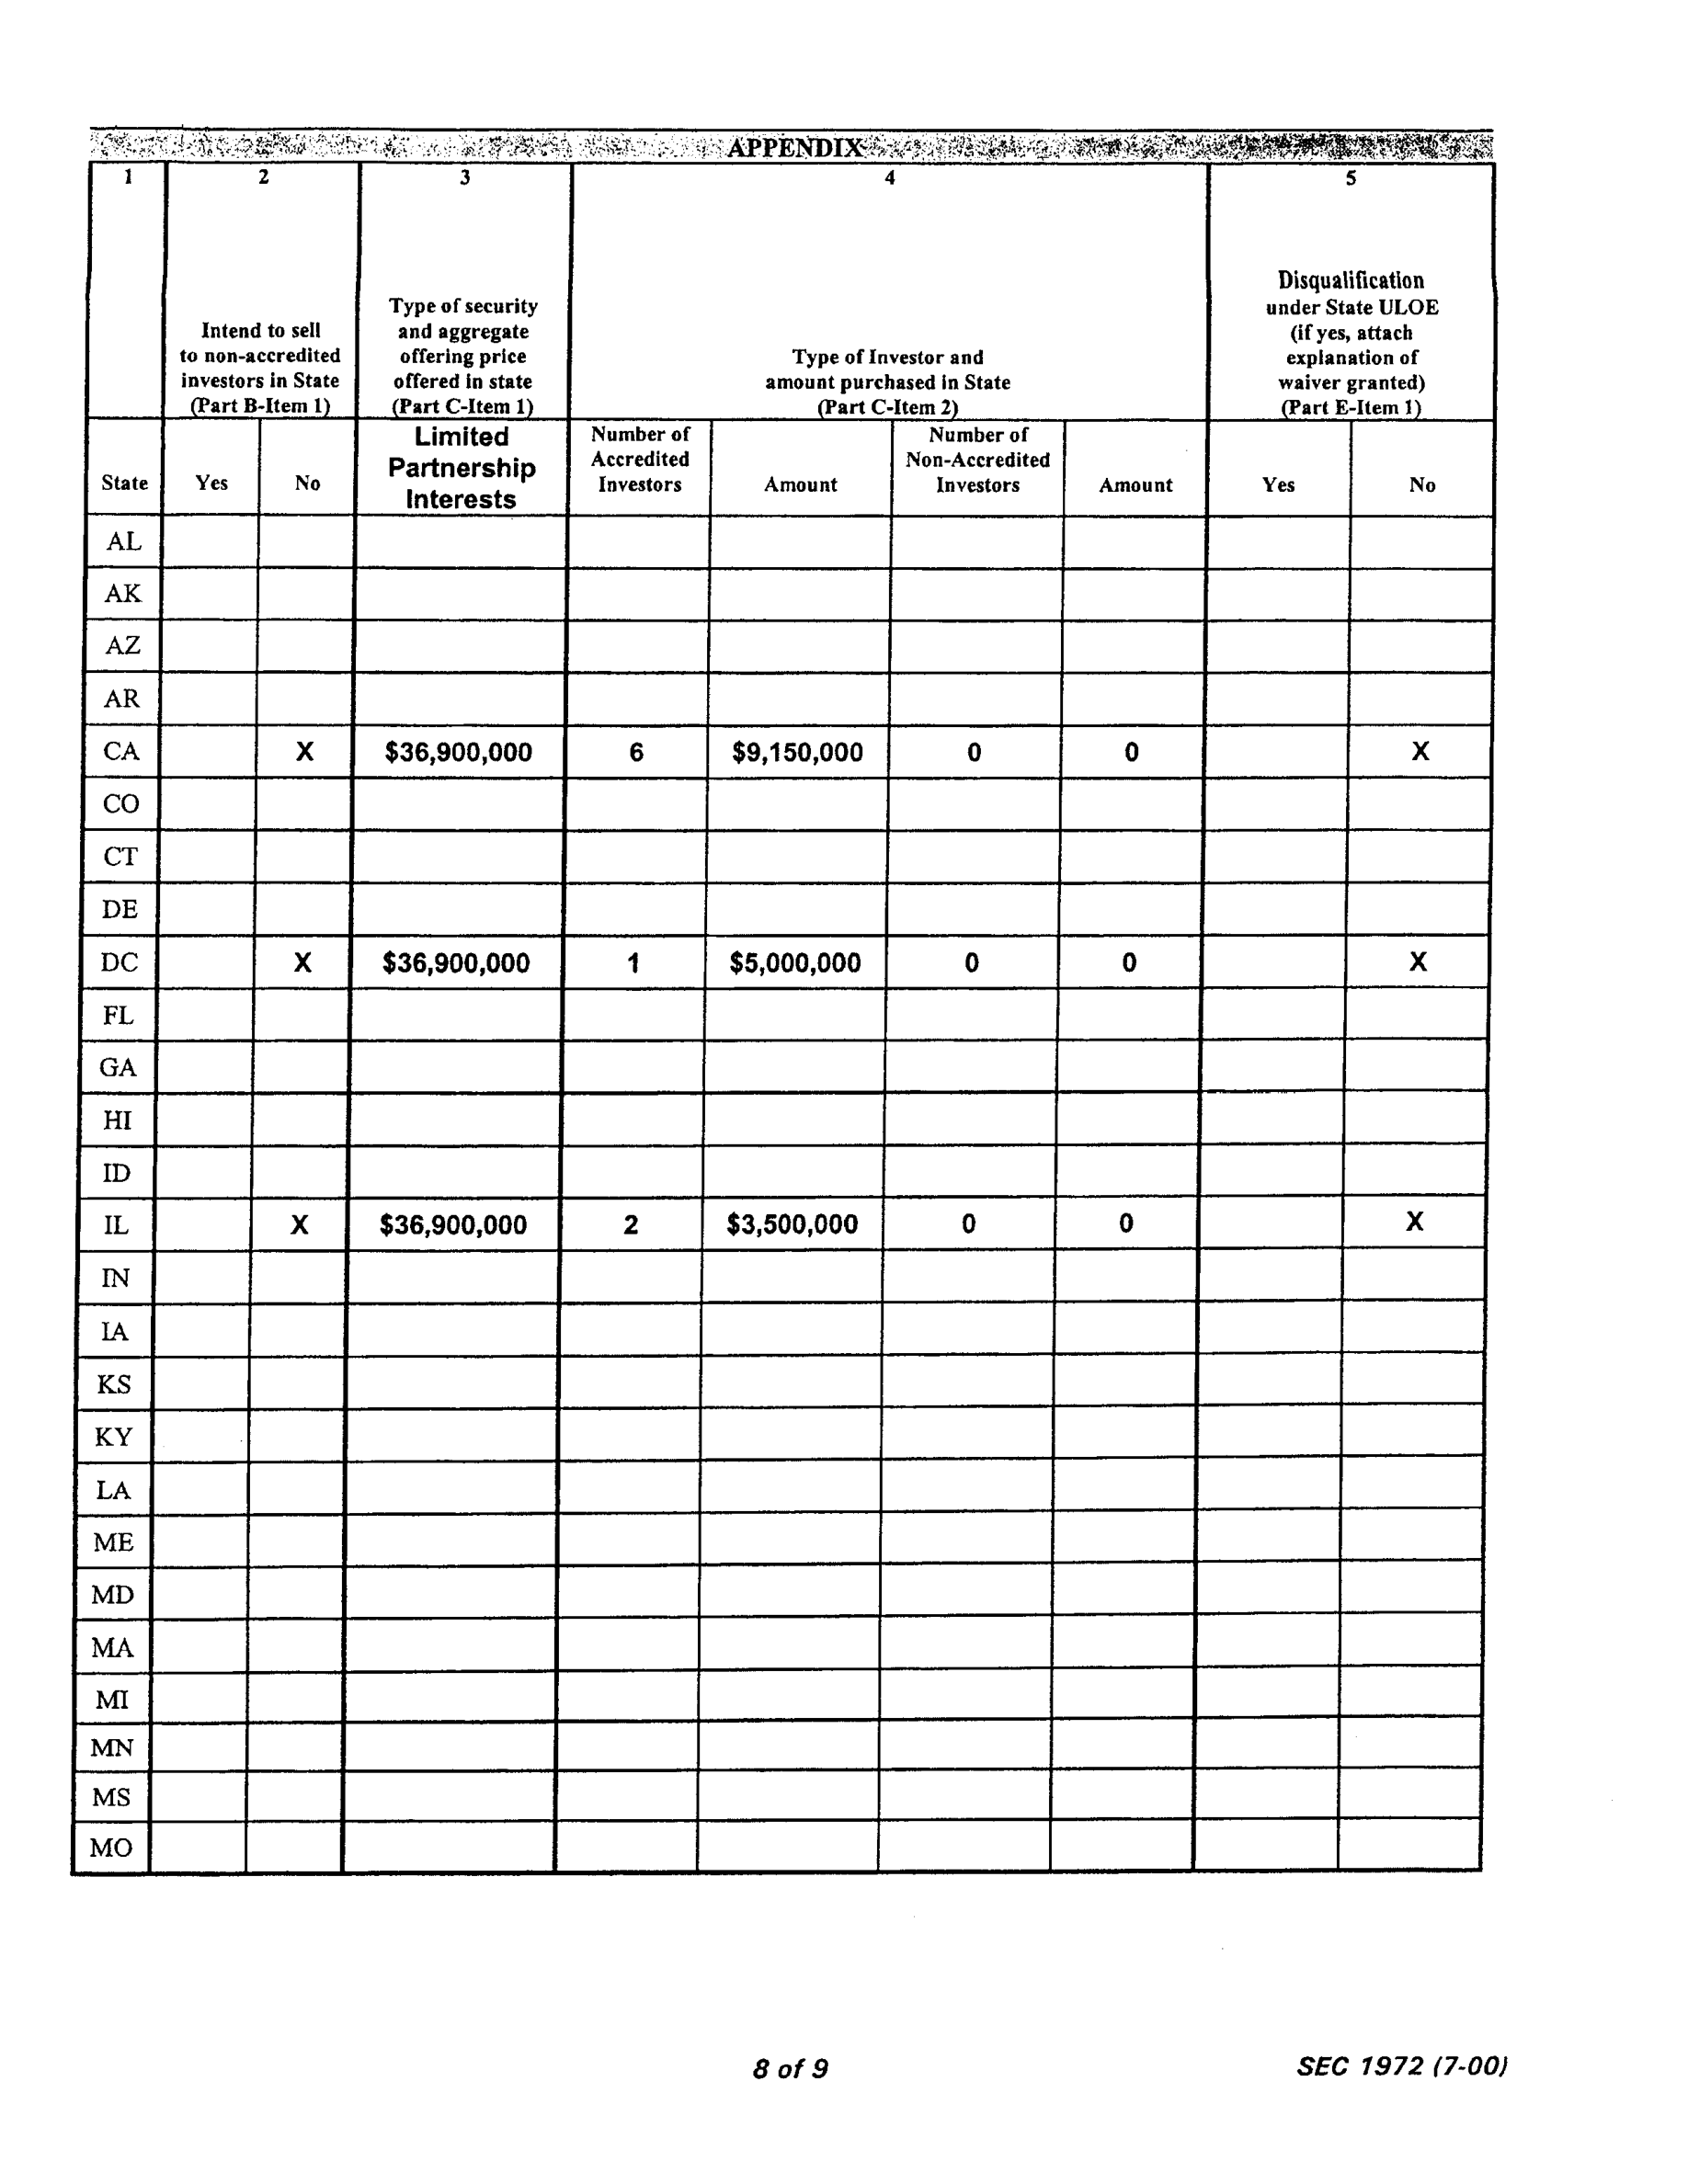 APPENDIX
1 2 3 4 5
Intend to sell
to non-accredited
investors in State
(Part B-Item 1)
Type of security
and aggregate
offering price
offered in state
(Part C-Item 1)
Type of Investor and
amount purchased in State
(Part C-Item 2)
Disqualification
under State ULOE
(if yes, attach
explanation of
waiver granted)
(Part E-Item 1)
State
Yes
No
Limited
Partnership
Interests
Number of
Accredited
Investors
Amount
Number of
Non-Accredited
Investors
Amount
Yes
No
AL
AK
AZ
AR
CA X $36,900,000 6 $9,150,000 0 0 X
CO
CT
DE
DC X $36,900,000 1 $5,000,000 0 0 X
FL
GA
HI
ID
IL X $36,900,000 2 $3,500,000 0 0 X
IN
IA
KS
KY
LA
ME
MD
MA
MI
MN
MS
MO
8 of 9
SEC 1972 (7-00)